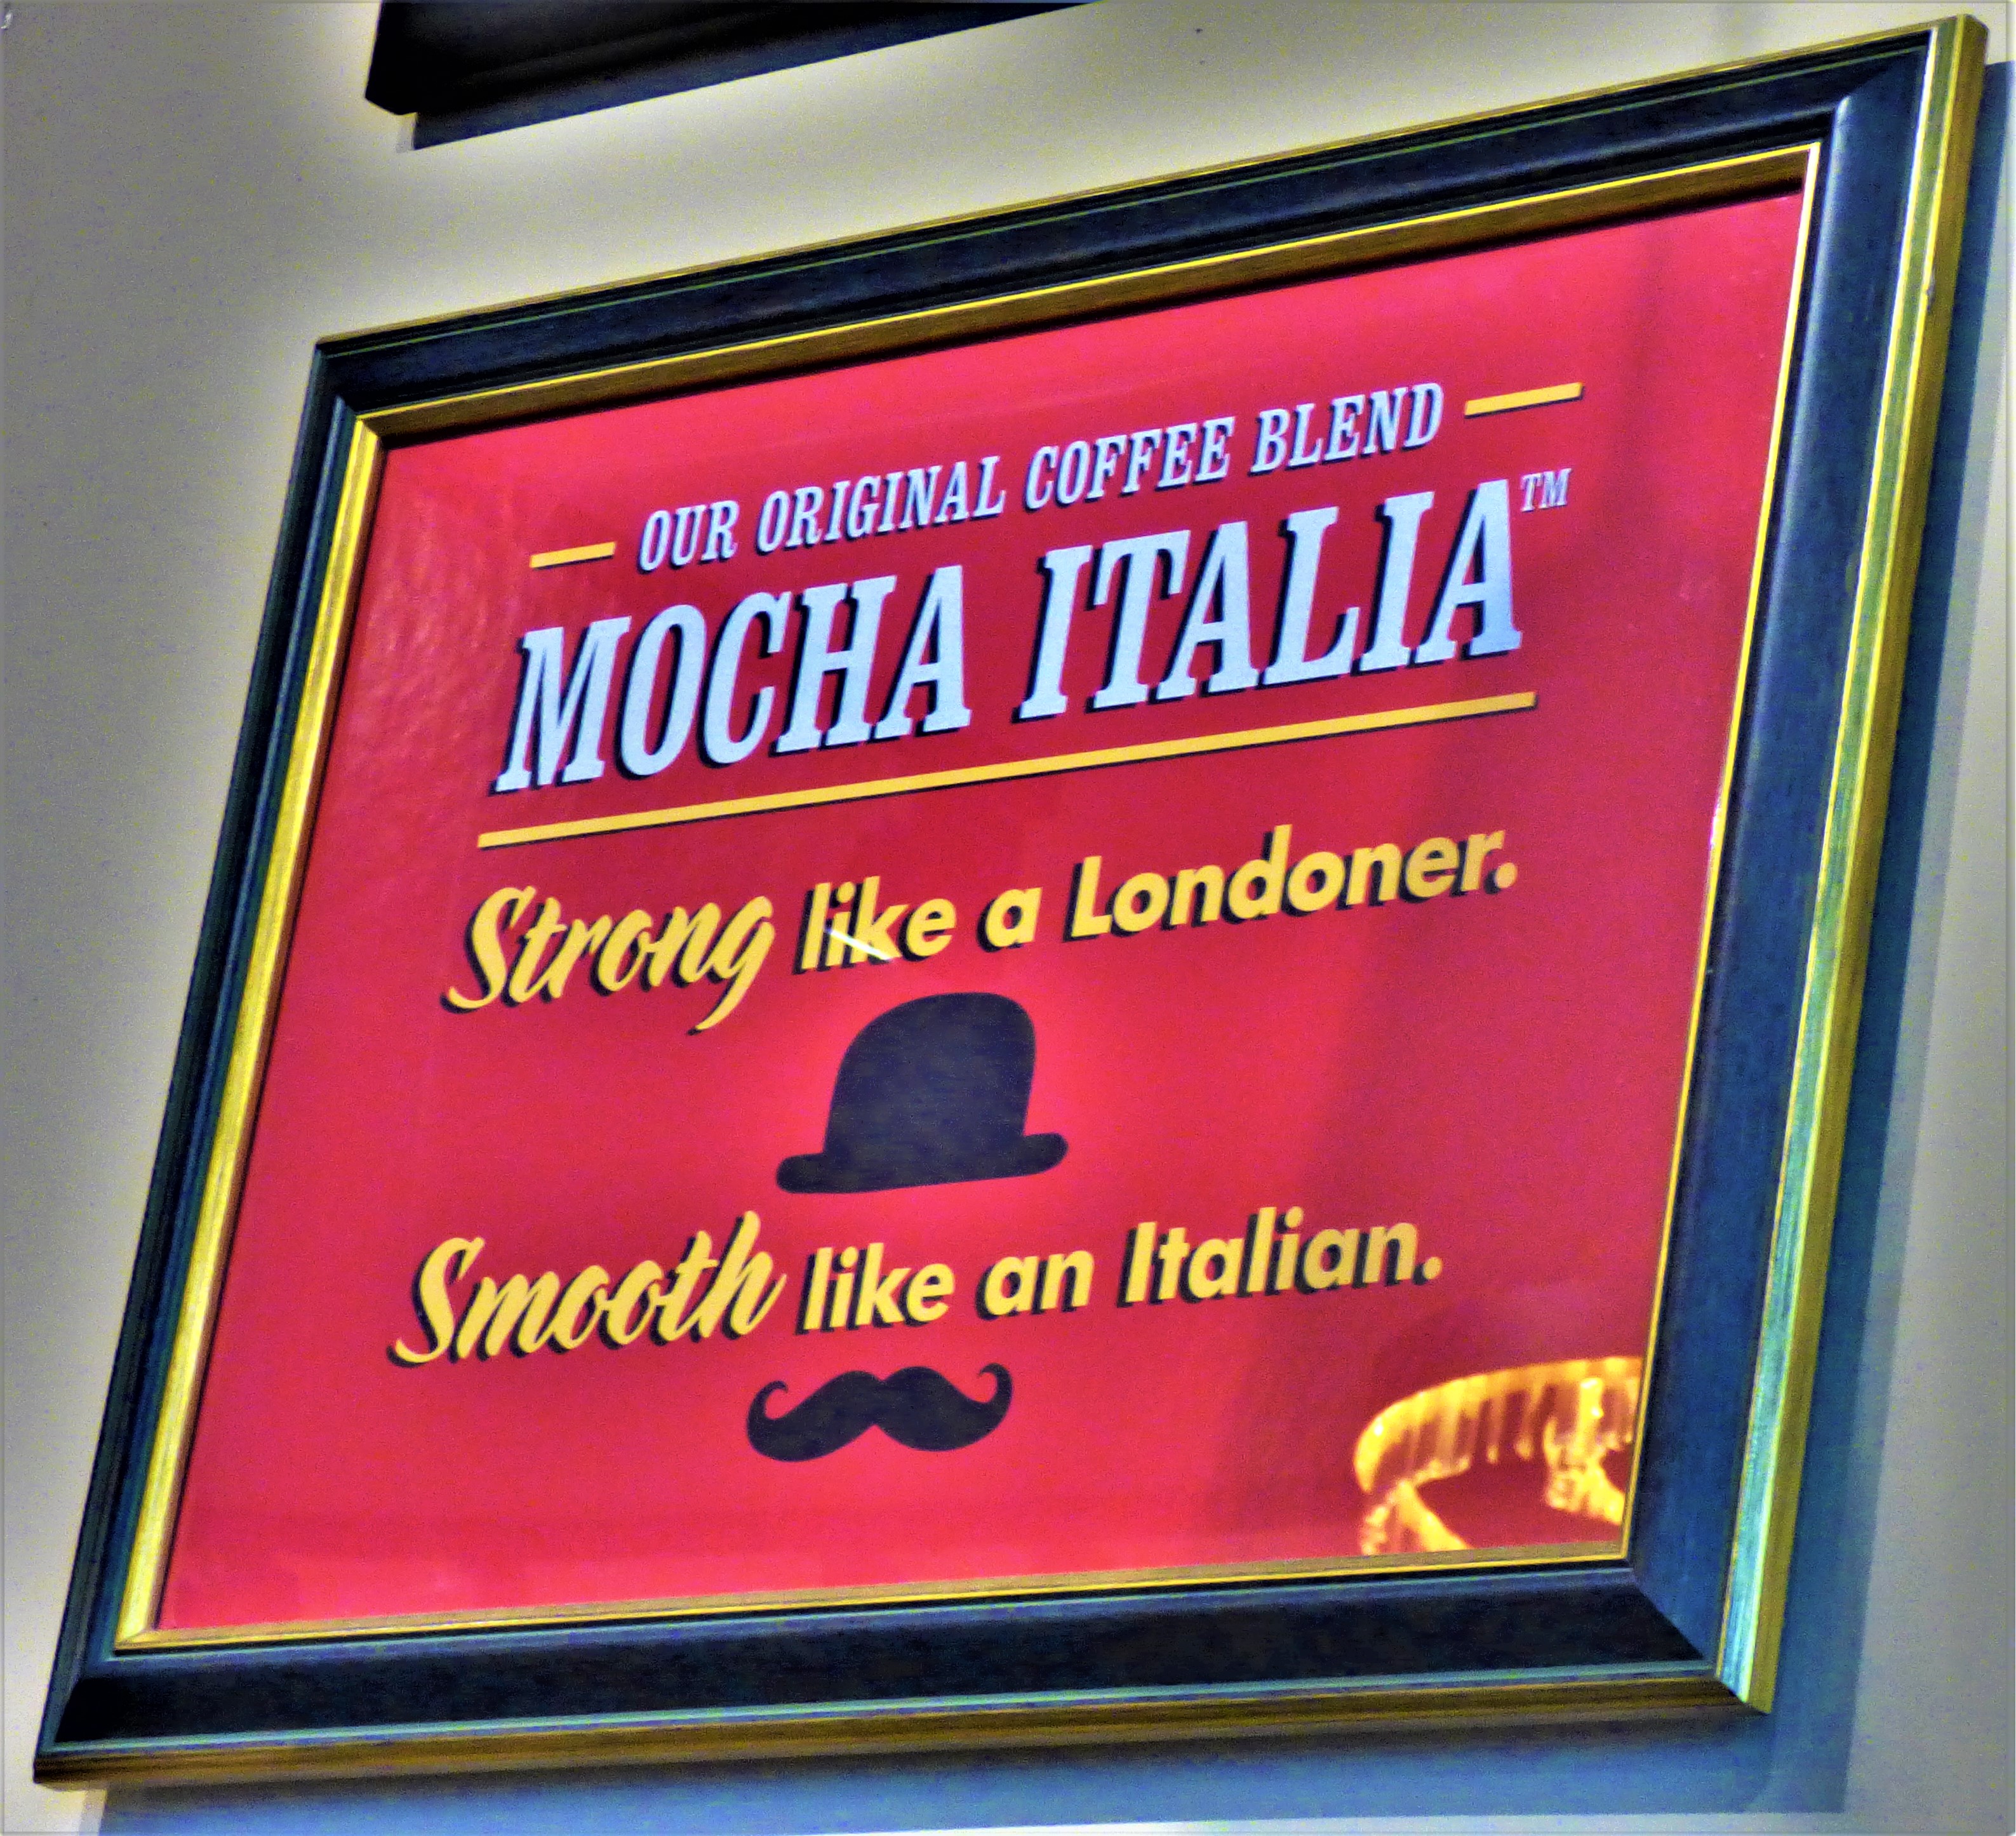 OUR ORIGINAL COFFEE BLEND
MOCHA ITALIA™
Strong like a Londoner.
Smooth like an Italian.